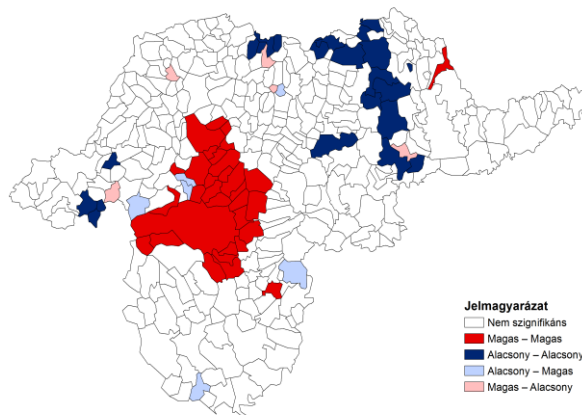 Jelmagyarázat
Nem szignifikáns
Magas – Magas
Alacsony – Alacsony
Alacsony – Magas
Magas – Alacsony